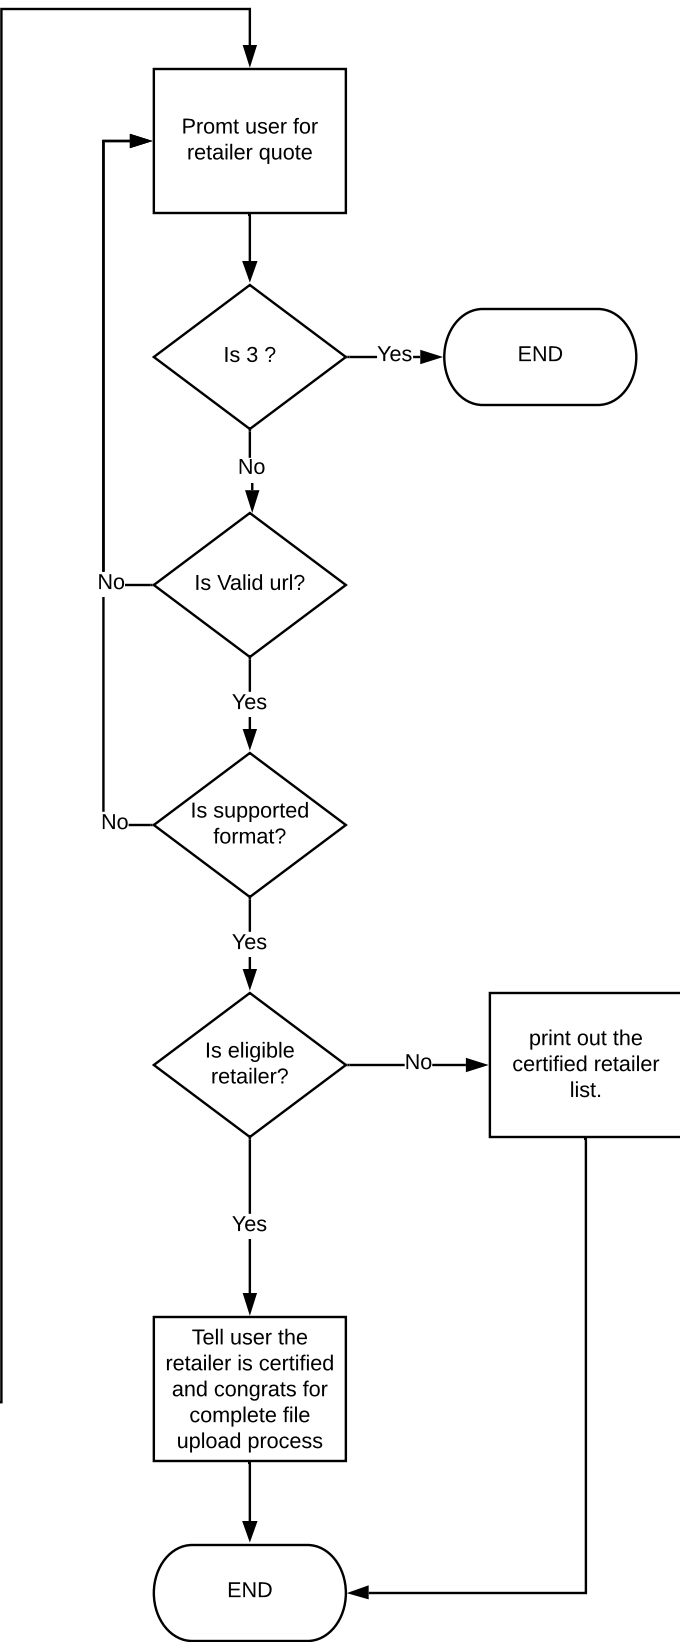 Promt user for
retailer quote
Is 3 ?
Yes
END
No
Is Valid url?
No
Yes
Is supported
format?
No
Yes
Is eligible
retailer?
No
print out the
certified retailer
list.
Yes
Tell user the
retailer is certified
and congrats for
complete file
upload process
END